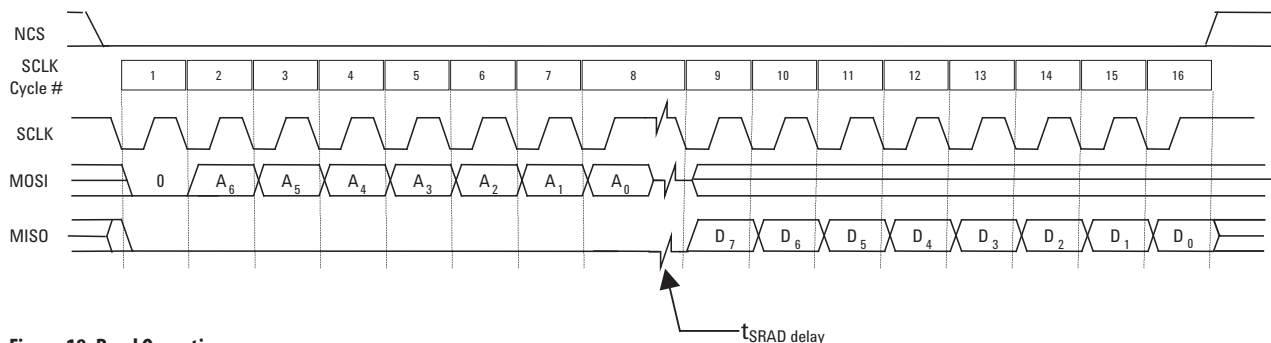 NCS
SCLK
Cycle #
1 2 3 4 5 6 7 8 9 10 11 12 13 14 15 16
SCLK
MOSI 0 A6 A5 A4 A3 A2 A1 A0
MISO D7 D6 D5 D4 D3 D2 D1 D0
tSRAD delay